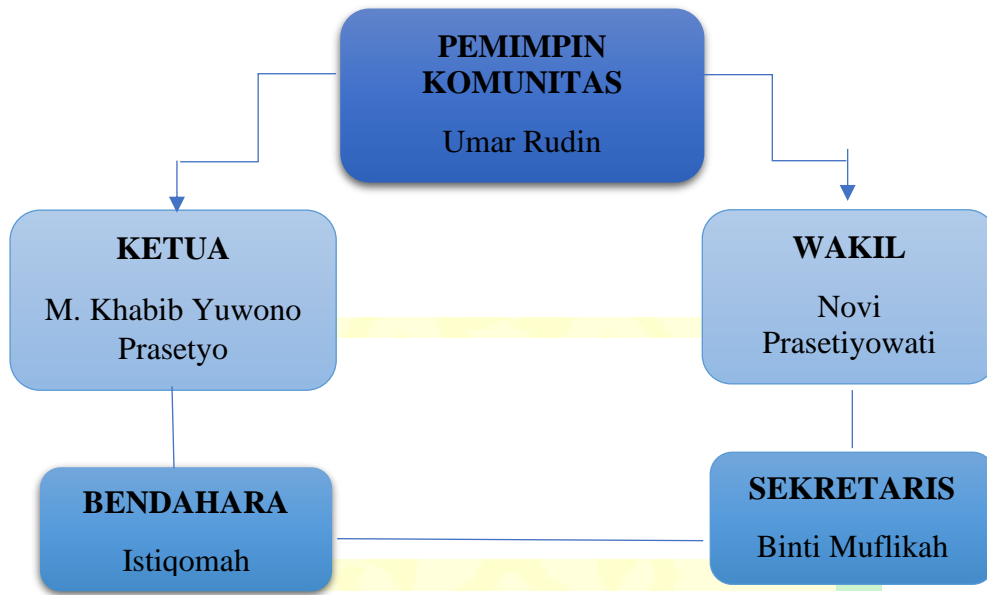 PEMIMPIN
KOMUNITAS
Umar Rudin
KETUA
M. Khabib Yuwono
Prasetyo
WAKIL
Novi
Prasetiyowati
BENDAHARA
Istiqomah
SEKRETARIS
Binti Muflikah